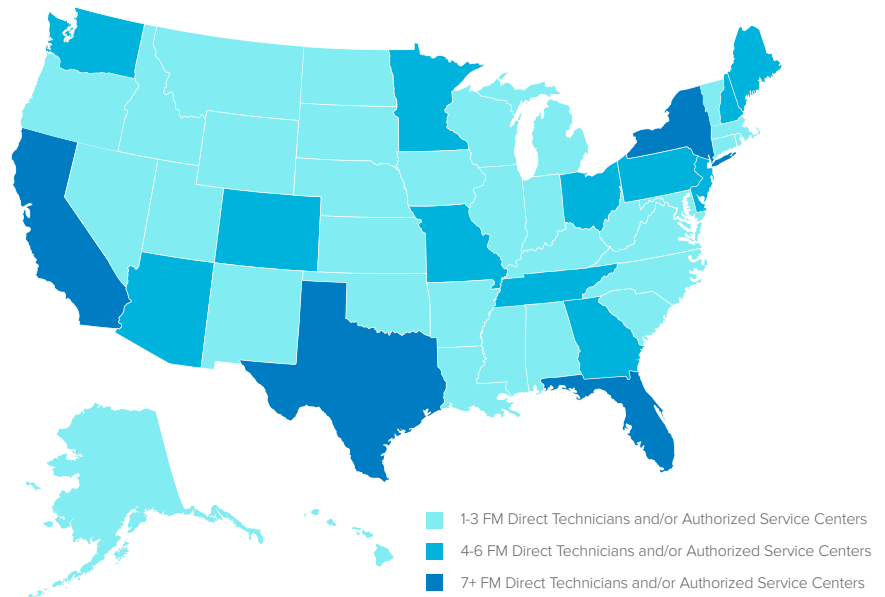 1-3 FM Direct Technicians and/or Authorized Service Centers
4-6 FM Direct Technicians and/or Authorized Service Centers
7+ FM Direct Technicians and/or Authorized Service Centers